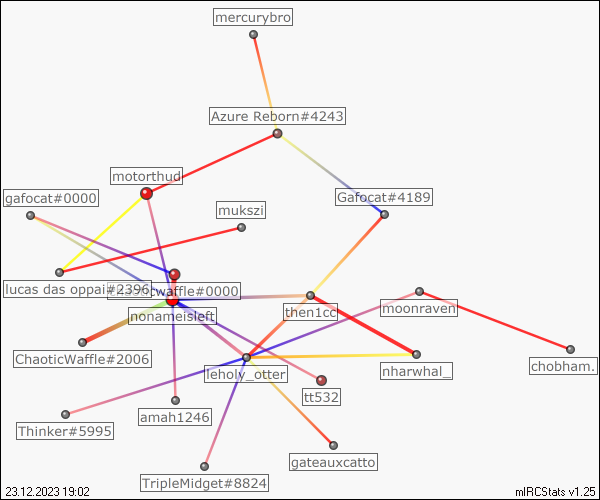 mercurybro
Azure Reborn#4243
motorthud
gafocat#0000
Gafocat#4189
mukszi
lucas das oppai#2396
chaoticwaffle#0000
nonameisleft
then1cc
moonraven
ChaoticWaffle#2006
leholy_otter
nharwhal_
chobham.
tt532
amah1246
Thinker#5995
gateauxcatto
TripleMidget#8824
23.12.2023 19:02
mIRCStats v1.25